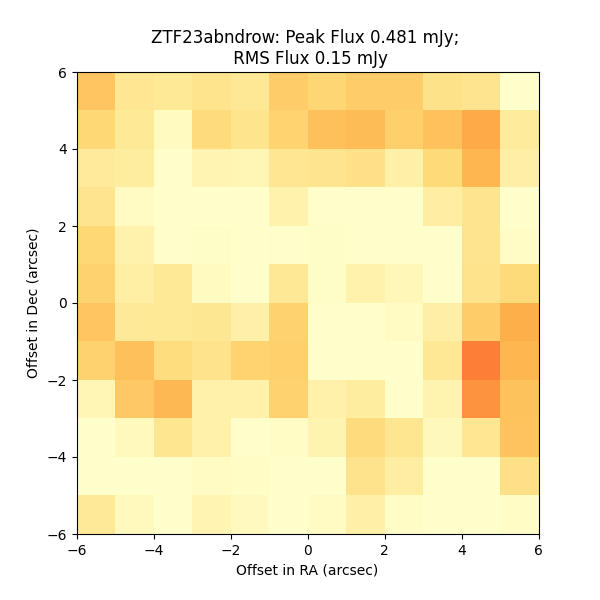 ZTF23abndrow: Peak Flux 0.481 mJy;
RMS Flux 0.15 mJy
6
4
2
0
−2
−4
−6
Offset in Dec (arcsec)
−6 −4 −2 0 2 4 6
Offset in RA (arcsec)